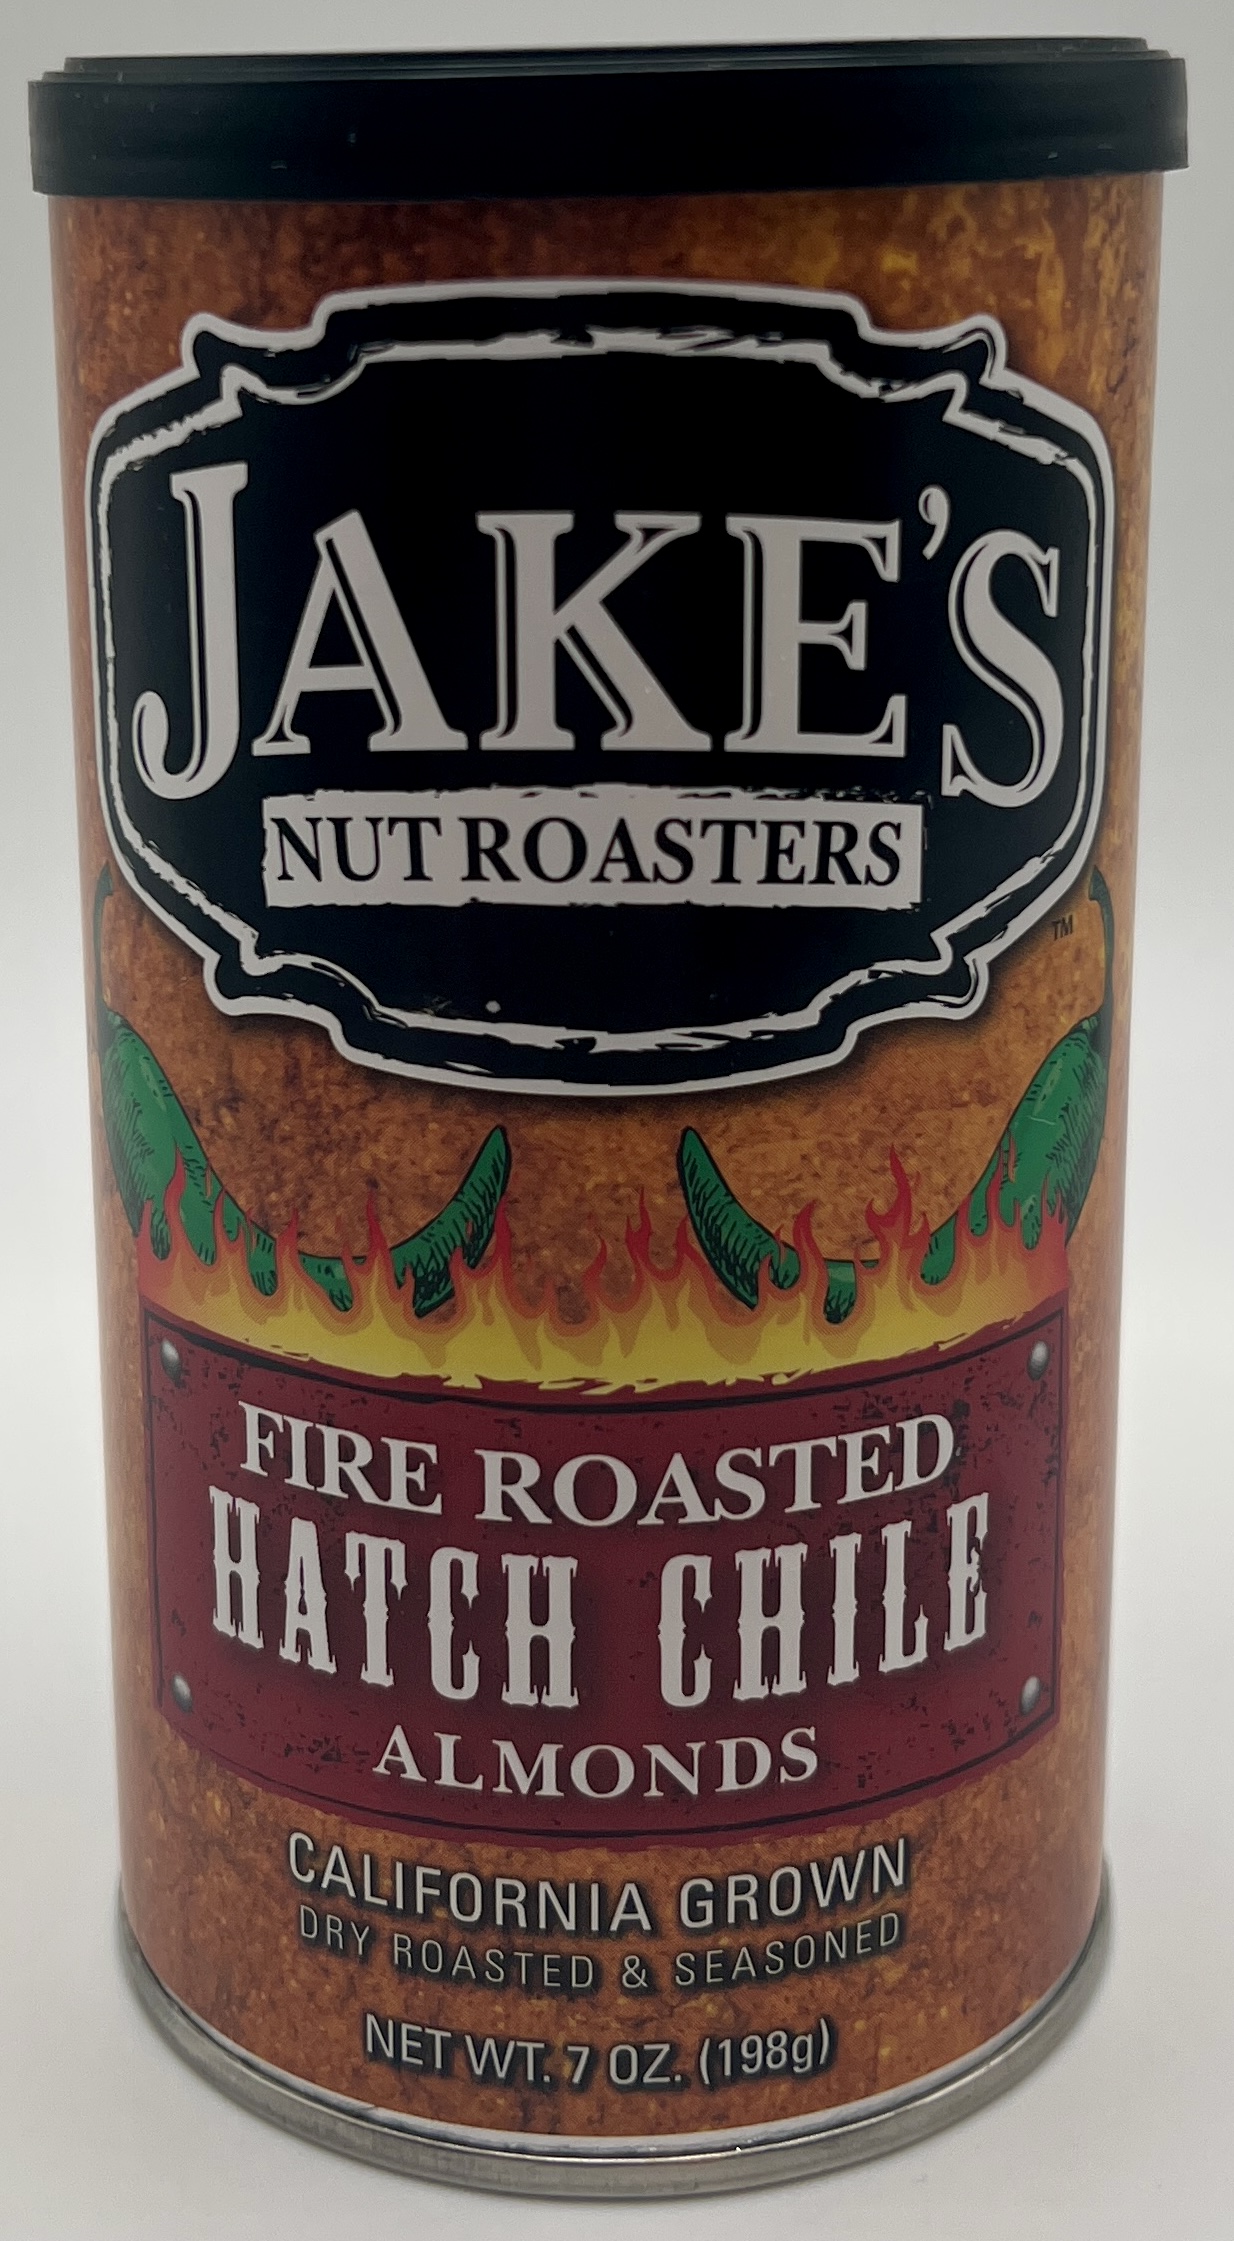 JAKE'S
NUT ROASTERS
TM
FIRE ROASTED
HATCH CHILE
ALMONDS
CALIFORNIA GROWN
DRY ROASTED & SEASONED
NET WT. 7 OZ. (198g)